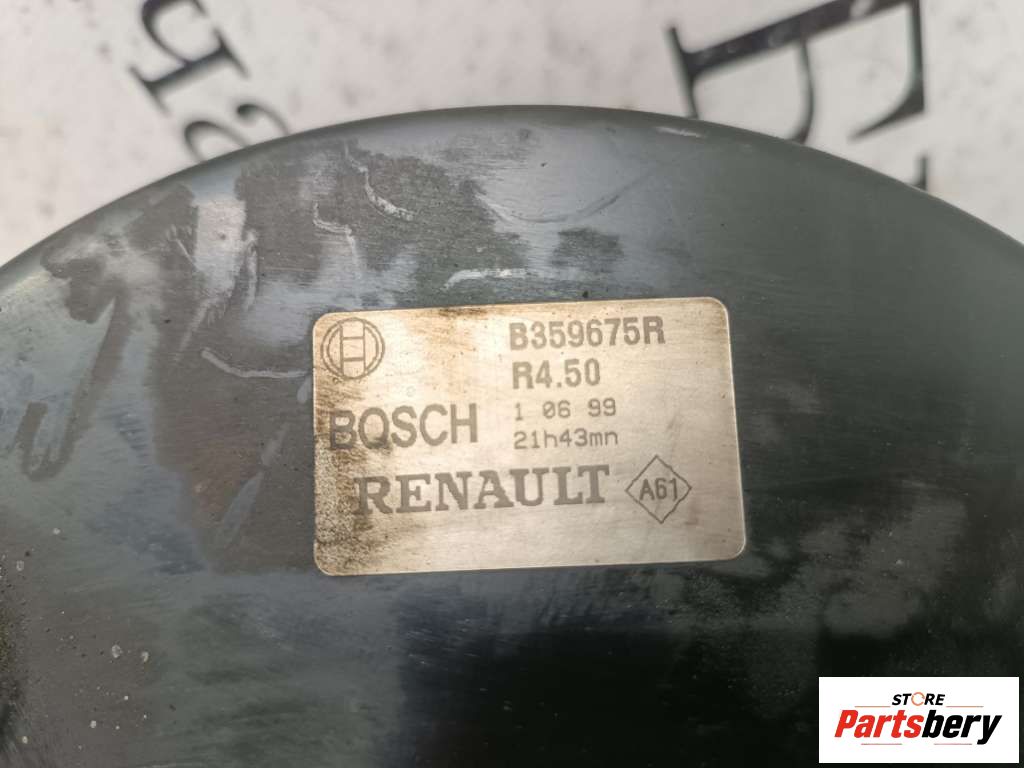 B359675R
R4.50
1 06 99
21h43mn
BOSCH
RENAULT A61
STORE
Partsbery